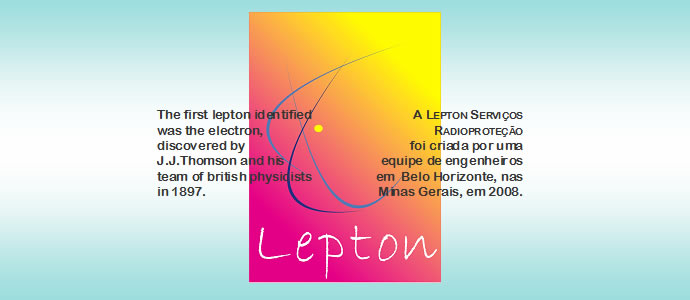 The first lepton identified
was the electron,
discovered by
J.J.Thomson and his
team of british physicists
in 1897.
A LEPTON SERVIÇOS
RADIOPROTEÇÃO
foi criada por uma
equipe de engenheiros
em Belo Horizonte, nas
Minas Gerais, em 2008.
Lepton